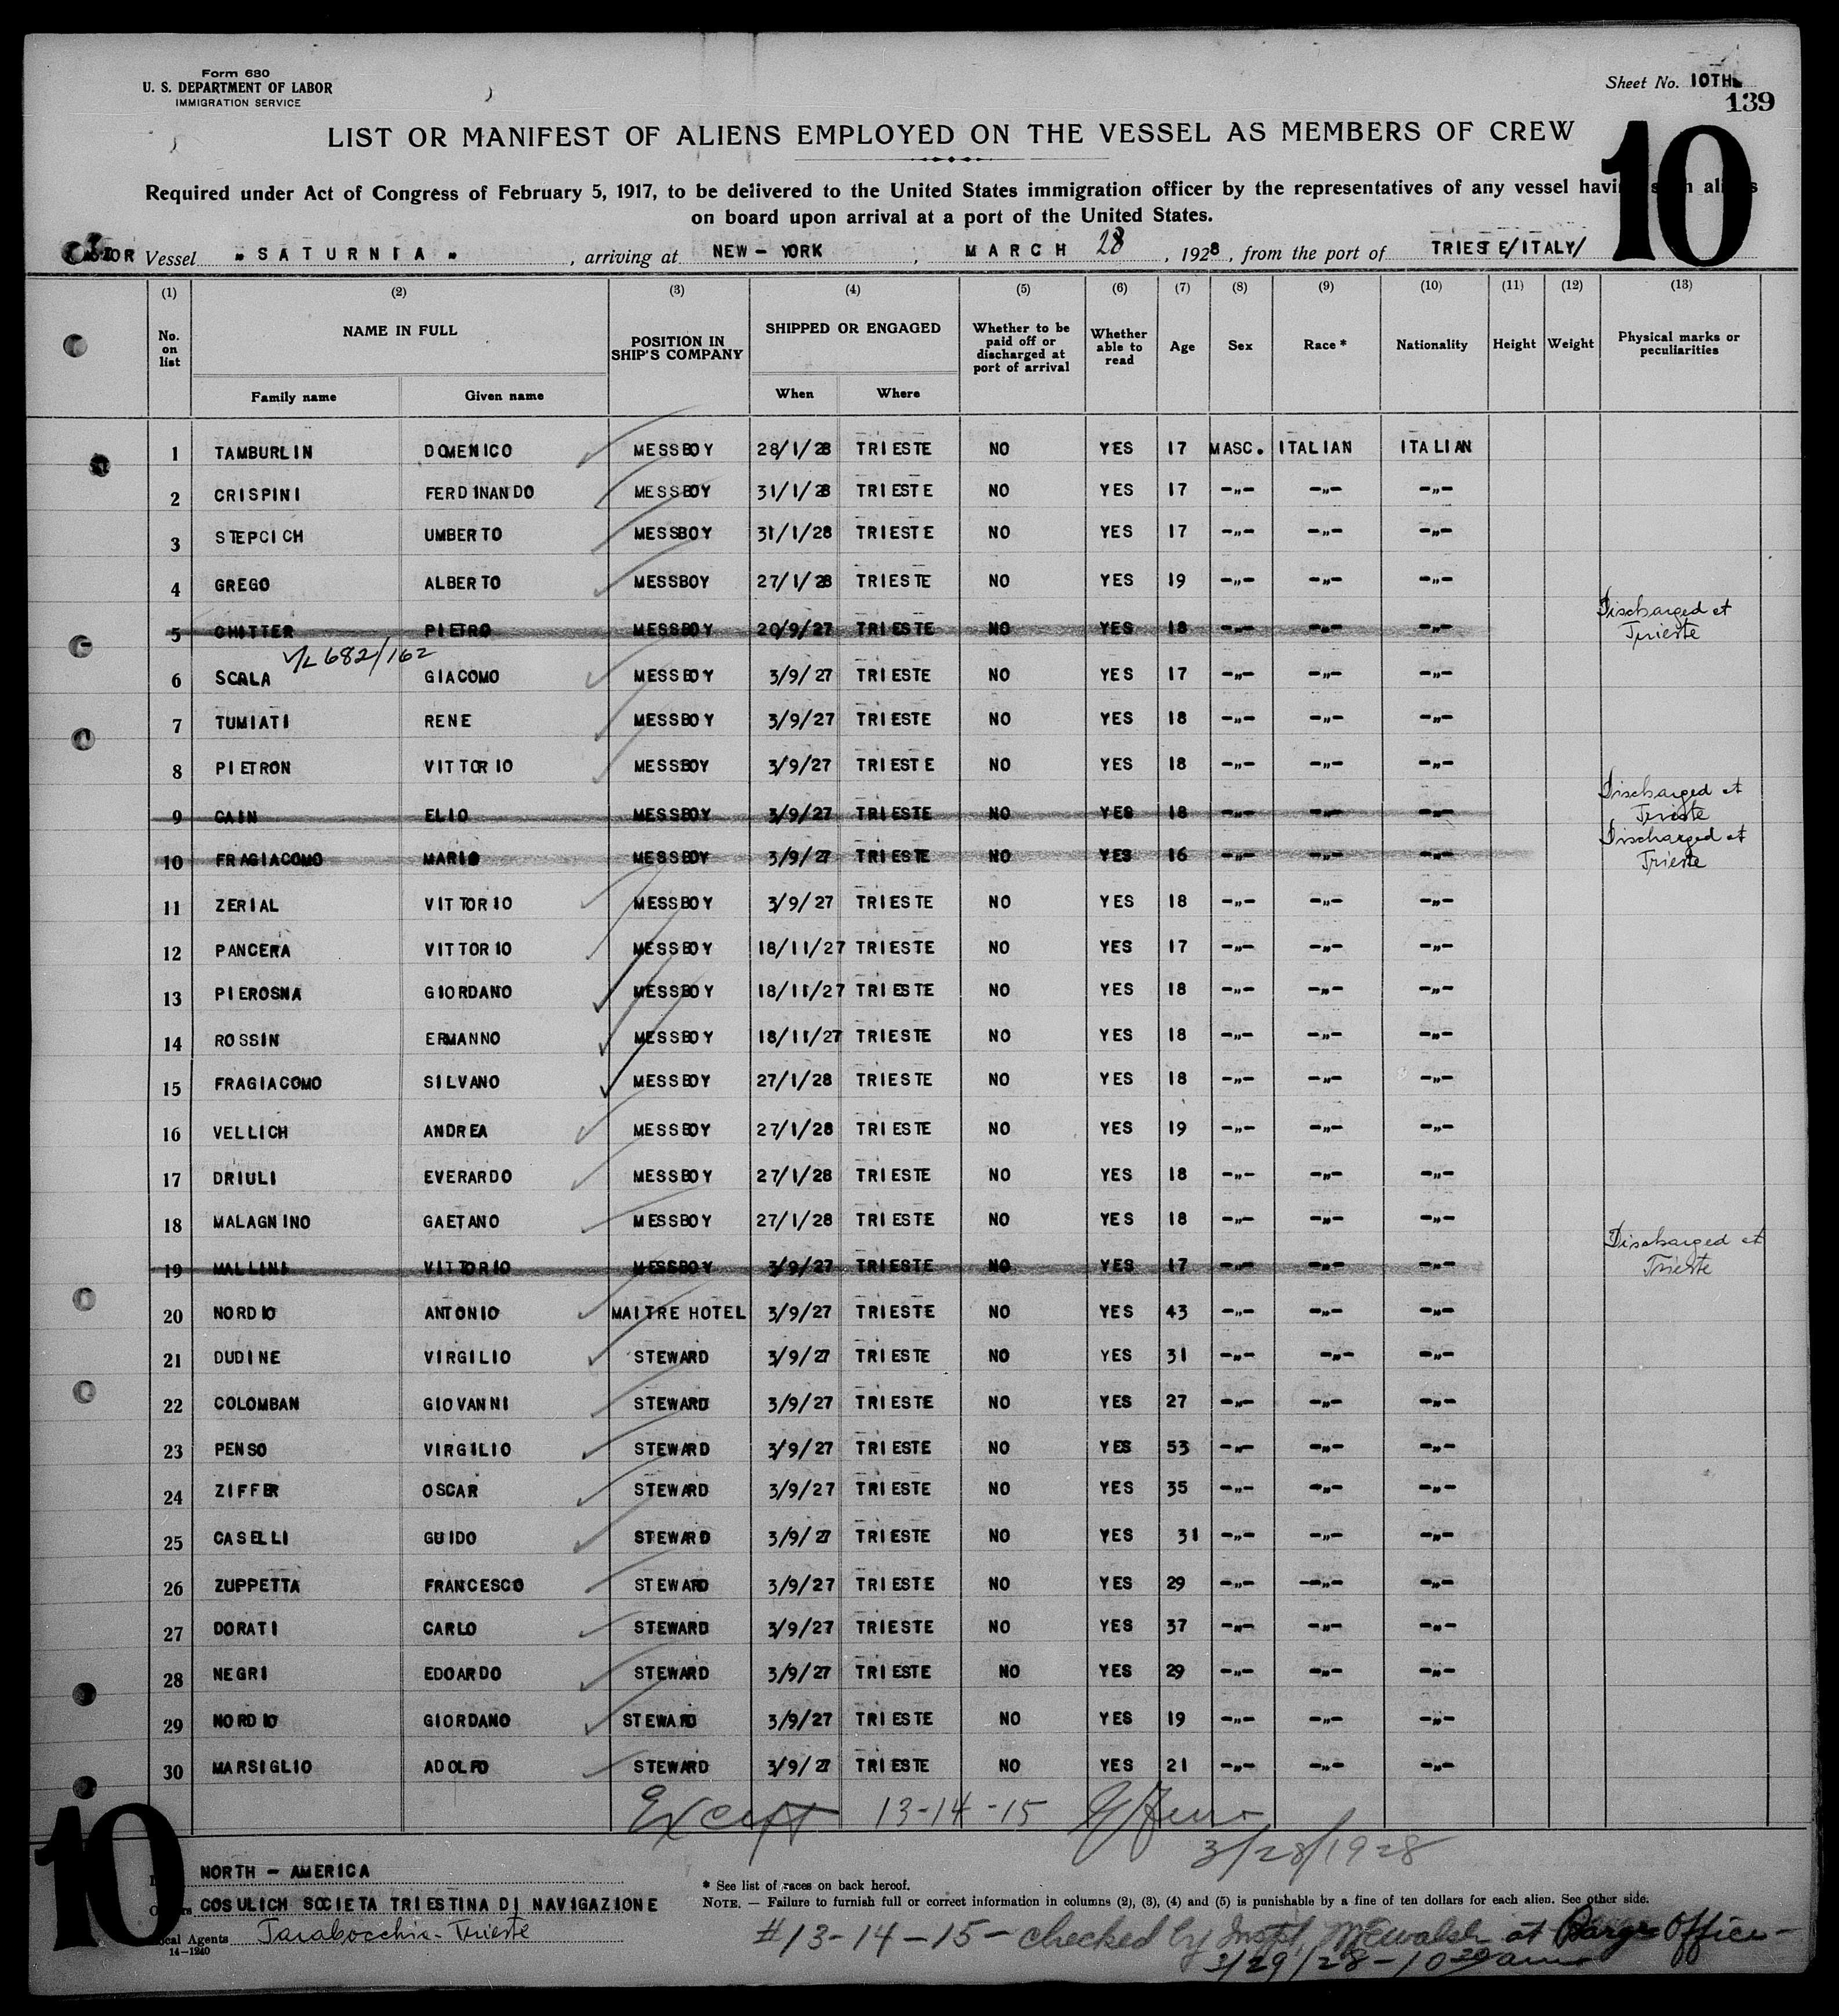 Form 680
U. S. DEPARTMENT OF LABOR
IMMIGRATION SERVICE
Sheet No. 10TH
139
10
LIST OR MANIFEST OF ALIENS EMPLOYED ON THE VESSEL AS MEMBERS OF CREW
Required under Act of Congress of February 5, 1917, to be delivered to the United States immigration officer by the representatives of any vessel having such aliens
on board upon arrival at a port of the United States.
Vessel "SATURNIA", arriving at NEW-YORK, MARCH 28, 1928, from the port of TRIESTE/ITALY/
(1) (2) (3) (4) (5) (6) (7) (8) (9) (10) (11) (12) (13)
No. on list NAME IN FULL POSITION IN SHIP'S COMPANY SHIPPED OR ENGAGED Whether to be paid off or discharged at port of arrival Whether able to read Age Sex Race * Nationality Height Weight Physical marks or peculiarities
Family name Given name When Where
1 TAMBURLIN DOMENICO MESSBOY 28/1/28 TRIESTE NO YES 17 MASC. ITALIAN ITALIAN
2 CRISPINI FERDINANDO MESSBOY 31/1/28 TRIESTE NO YES 17 -"- -"- -"-
3 STEPCICH UMBERTO MESSBOY 31/1/28 TRIESTE NO YES 17 -"- -"- -"-
4 GREGO ALBERTO MESSBOY 27/1/28 TRIESTE NO YES 19 -"- -"- -"-
5 GHITTER PIETRO MESSBOY 20/9/27 TRIESTE NO YES 18 -"- -"- -"- Discharged at Trieste
V/L 682/162
6 SCALA GIACOMO MESSBOY 3/9/27 TRIESTE NO YES 17 -"- -"- -"-
7 TUMIATI RENE MESSBOY 3/9/27 TRIESTE NO YES 18 -"- -"- -"-
8 PIETRON VITTORIO MESSBOY 3/9/27 TRIESTE NO YES 18 -"- -"- -"-
9 CAIN ELIO MESSBOY 3/9/27 TRIESTE NO YES 18 -"- -"- -"- Discharged at Trieste
10 FRAGIACOMO MARIO MESSBOY 3/9/27 TRIESTE NO YES 16 -"- -"- -"- Discharged at Trieste
11 ZERIAL VITTORIO MESSBOY 3/9/27 TRIESTE NO YES 18 -"- -"- -"-
12 PANCERA VITTORIO MESSBOY 18/11/27 TRIESTE NO YES 17 -"- -"- -"-
13 PIEROSNA GIORDANO MESSBOY 18/11/27 TRIESTE NO YES 18 -"- -"- -"-
14 ROSSIN ERMANNO MESSBOY 18/11/27 TRIESTE NO YES 18 -"- -"- -"-
15 FRAGIACOMO SILVANO MESSBOY 27/1/28 TRIESTE NO YES 18 -"- -"- -"-
16 VELLICH ANDREA MESSBOY 27/1/28 TRIESTE NO YES 19 -"- -"- -"-
17 DRIULI EVERARDO MESSBOY 27/1/28 TRIESTE NO YES 18 -"- -"- -"-
18 MALAGNINO GAETANO MESSBOY 27/1/28 TRIESTE NO YES 18 -"- -"- -"-
19 MALLINI VITTORIO MESSBOY 3/9/27 TRIESTE NO YES 17 -"- -"- -"- Discharged at Trieste
20 NORDIO ANTONIO MAITRE HOTEL 3/9/27 TRIESTE NO YES 43 -"- -"- -"-
21 DUDINE VIRGILIO STEWARD 3/9/27 TRIESTE NO YES 31 -"- -"- -"-
22 COLOMBAN GIOVANNI STEWARD 3/9/27 TRIESTE NO YES 27 -"- -"- -"-
23 PENSO VIRGILIO STEWARD 3/9/27 TRIESTE NO YES 53 -"- -"- -"-
24 ZIFFER OSCAR STEWARD 3/9/27 TRIESTE NO YES 35 -"- -"- -"-
25 CASELLI GUIDO STEWARD 3/9/27 TRIESTE NO YES 31 -"- -"- -"-
26 ZUPPETTA FRANCESCO STEWARD 3/9/27 TRIESTE NO YES 29 -"- -"- -"-
27 DORATI CARLO STEWARD 3/9/27 TRIESTE NO YES 37 -"- -"- -"-
28 NEGRI EDOARDO STEWARD 3/9/27 TRIESTE NO YES 29 -"- -"- -"-
29 NORDIO GIORDANO STEWARD 3/9/27 TRIESTE NO YES 19 -"- -"- -"-
30 MARSIGLIO ADOLFO STEWARD 3/9/27 TRIESTE NO YES 21 -"- -"- -"-
Except 13-14-15
3/28/1928
10
NORTH - AMERICA
COSULICH SOCIETA TRIESTINA DI NAVIGAZIONE
Local Agents Tarabocchia - Trieste
14-1240
* See list of races on back hereof.
NOTE. — Failure to furnish full or correct information in columns (2), (3), (4) and (5) is punishable by a fine of ten dollars for each alien. See other side.
#13-14-15- checked by Inspt. at Barge Office -
3/29/28 - 10 30 am